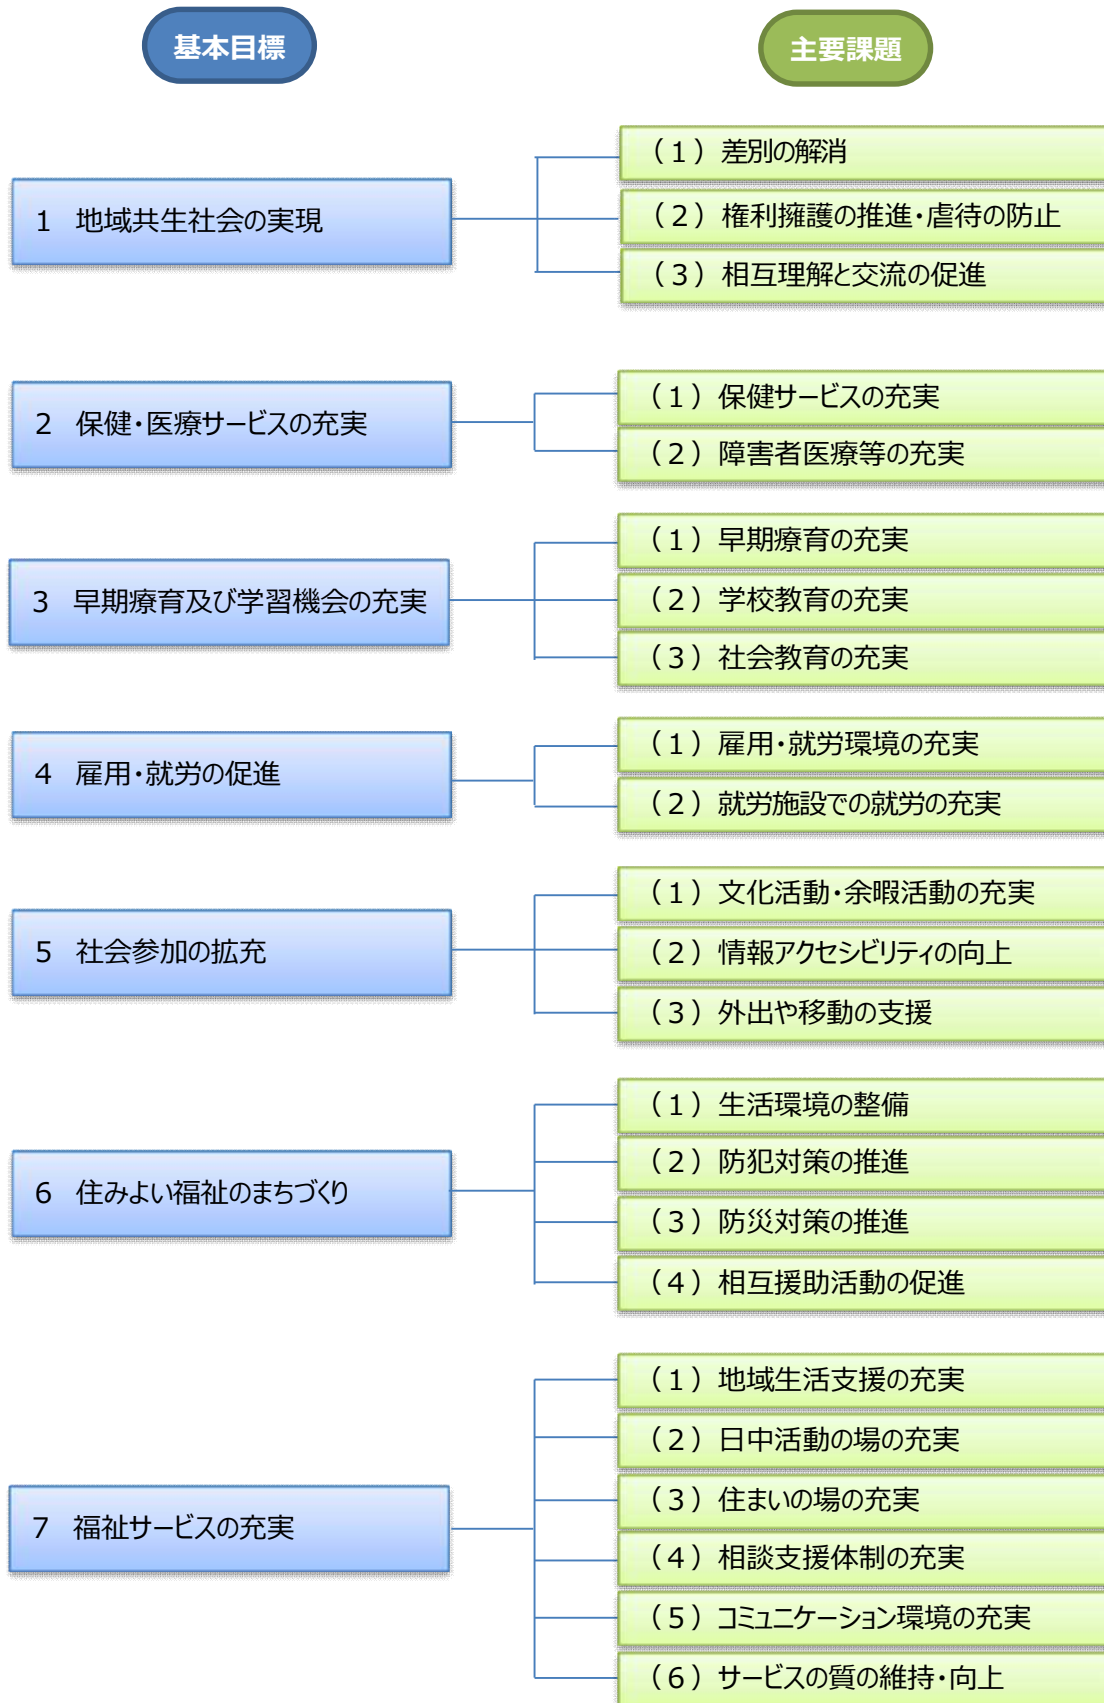 基本目標
主要課題
1 地域共生社会の実現
（1）差別の解消
（2）権利擁護の推進・虐待の防止
（3）相互理解と交流の促進
2 保健・医療サービスの充実
（1）保健サービスの充実
（2）障害者医療等の充実
3 早期療育及び学習機会の充実
（1）早期療育の充実
（2）学校教育の充実
（3）社会教育の充実
4 雇用・就労の促進
（1）雇用・就労環境の充実
（2）就労施設での就労の充実
5 社会参加の拡充
（1）文化活動・余暇活動の充実
（2）情報アクセシビリティの向上
（3）外出や移動の支援
6 住みよい福祉のまちづくり
（1）生活環境の整備
（2）防犯対策の推進
（3）防災対策の推進
（4）相互援助活動の促進
7 福祉サービスの充実
（1）地域生活支援の充実
（2）日中活動の場の充実
（3）住まいの場の充実
（4）相談支援体制の充実
（5）コミュニケーション環境の充実
（6）サービスの質の維持・向上